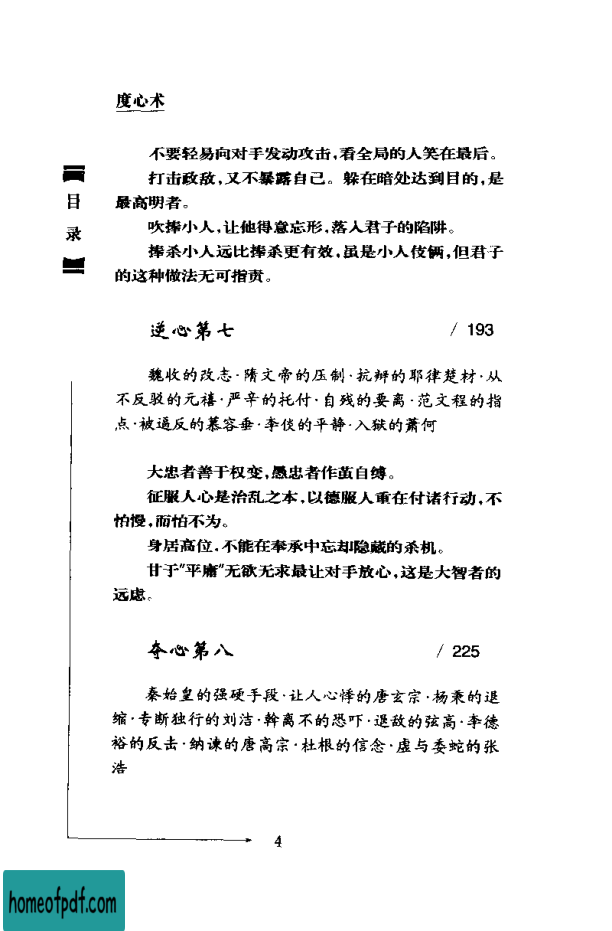 度心术
不要轻易向对手发动攻击,看全局的人笑在最后。
打击政敌,又不暴露自己。躲在暗处达到目的,是
最高明者。
吹捧小人,让他得意忘形,落入君子的陷阱。
捧杀小人远比棒杀更有效,虽是小人伎俩,但君子
的这种做法无可指责。
目
录
逆心第七 / 193
魏收的改志·隋文帝的压制·抗辩的耶律楚材·从
不反驳的元禧·严辛的托付·自残的要离·范文程的指
点·被逼反的慕容垂·李倓的平静·入狱的萧何
大忠者善于权变,愚忠者作茧自缚。
征服人心是治乱之本,以德服人重在付诸行动,不
怕慢,而怕不为。
身居高位,不能在奉承中忘却隐藏的杀机。
甘于"平庸"无欲无求最让对手放心,这是大智者的
远虑。
夺心第八 / 225
秦始皇的强硬手段·让人心悸的唐玄宗·杨秉的退
缩·专断独行的刘洁·斡离不的恐吓·退敌的弦高·李德
裕的反击·纳谏的唐高宗·杜根的信念·虚与委蛇的张
浩
4
homeofpdf.com